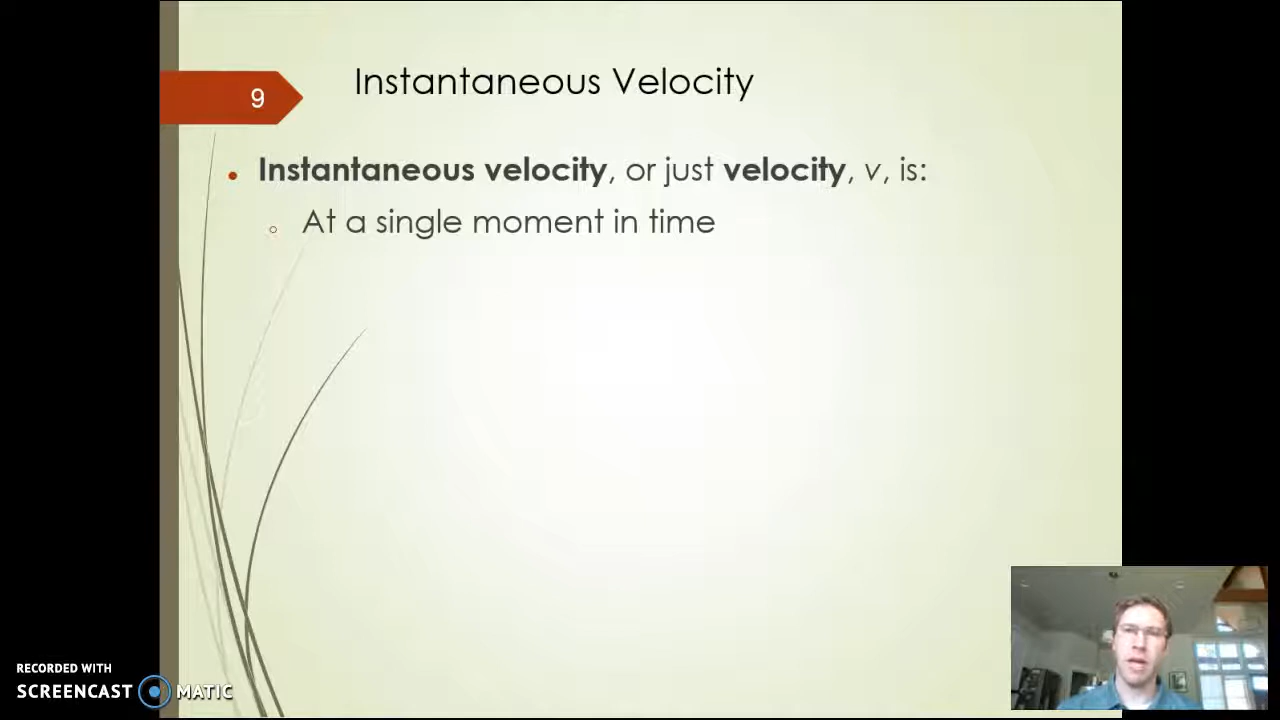 9
Instantaneous Velocity
Instantaneous velocity, or just velocity, v, is:
At a single moment in time
RECORDED WITH
SCREENCAST MATIC